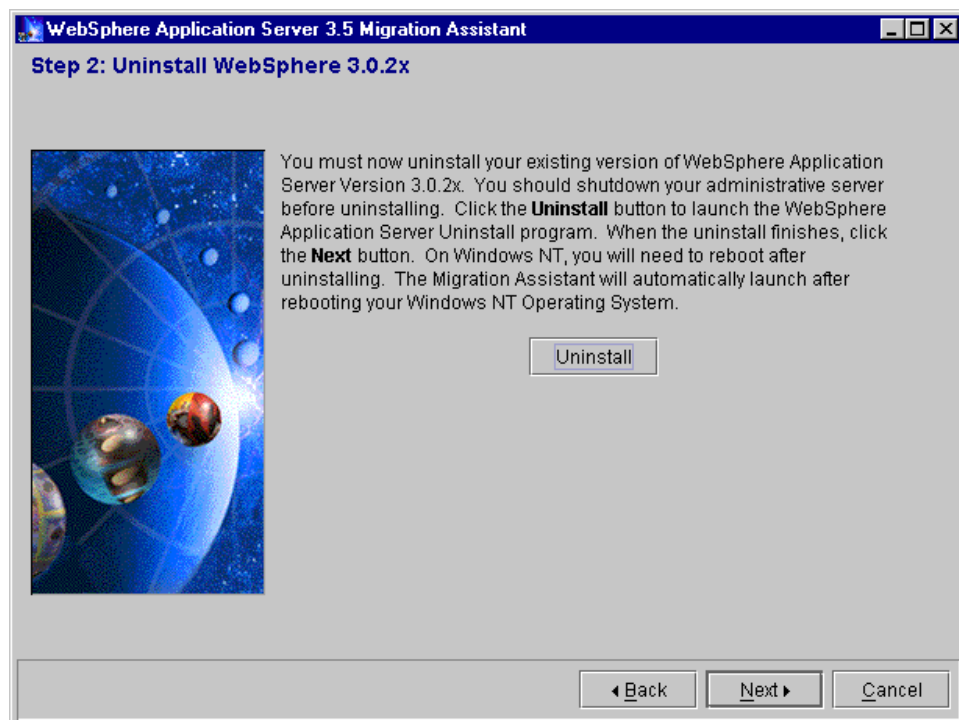 WebSphere Application Server 3.5 Migration Assistant
Step 2: Uninstall WebSphere 3.0.2x
You must now uninstall your existing version of WebSphere Application
Server Version 3.0.2x.  You should shutdown your administrative server
before uninstalling.  Click the Uninstall button to launch the WebSphere
Application Server Uninstall program.  When the uninstall finishes, click
the Next button.  On Windows NT, you will need to reboot after
uninstalling.  The Migration Assistant will automatically launch after
rebooting your Windows NT Operating System.
Uninstall
Back
Next
Cancel